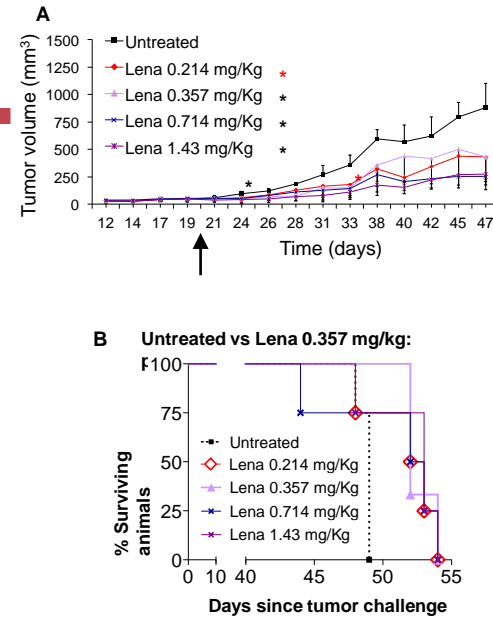 A
Tumor volume (mm³)
1500
1250
1000
750
500
250
0
Untreated
Lena 0.214 mg/Kg
Lena 0.357 mg/Kg
Lena 0.714 mg/Kg
Lena 1.43 mg/Kg
*
*
*
*
*
*
12 14 17 19 21 24 26 28 31 33 38 40 42 45 47
Time (days)
B
Untreated vs Lena 0.357 mg/kg:
% Surviving
animals
100
75
50
25
0
Untreated
Lena 0.214 mg/Kg
Lena 0.357 mg/Kg
Lena 0.714 mg/Kg
Lena 1.43 mg/Kg
0 10 40 45 50 55
Days since tumor challenge